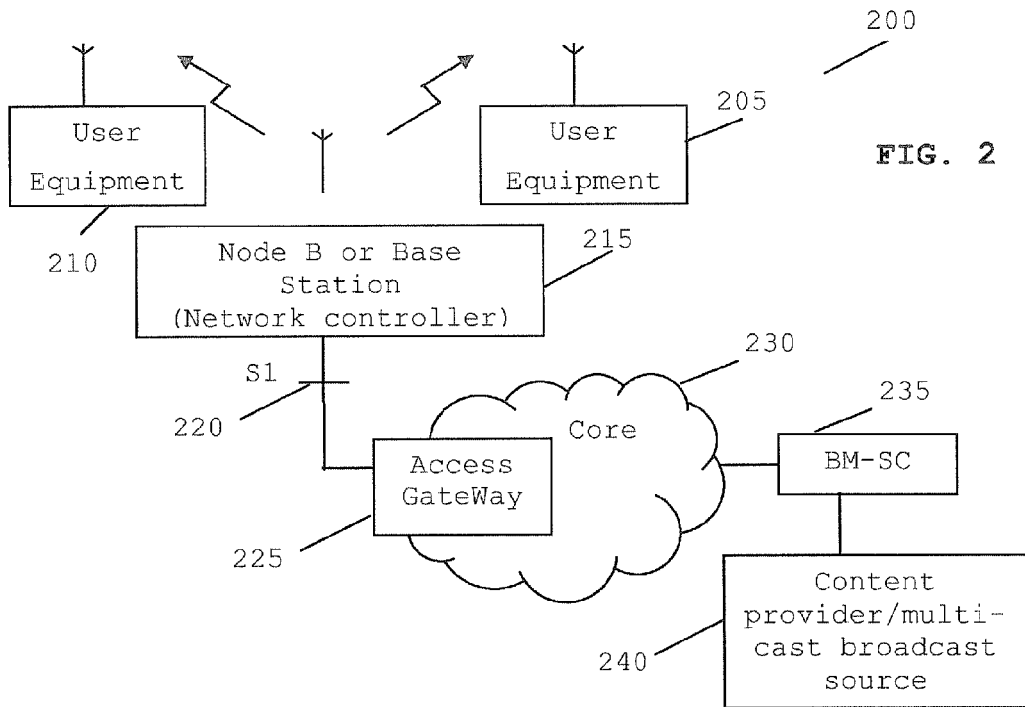 200
User
Equipment
210
User
Equipment
205
FIG. 2
Node B or Base
Station
(Network controller)
215
S1
220
230
Core
Access
GateWay
225
235
BM-SC
Content
provider/multi-
cast broadcast
source
240